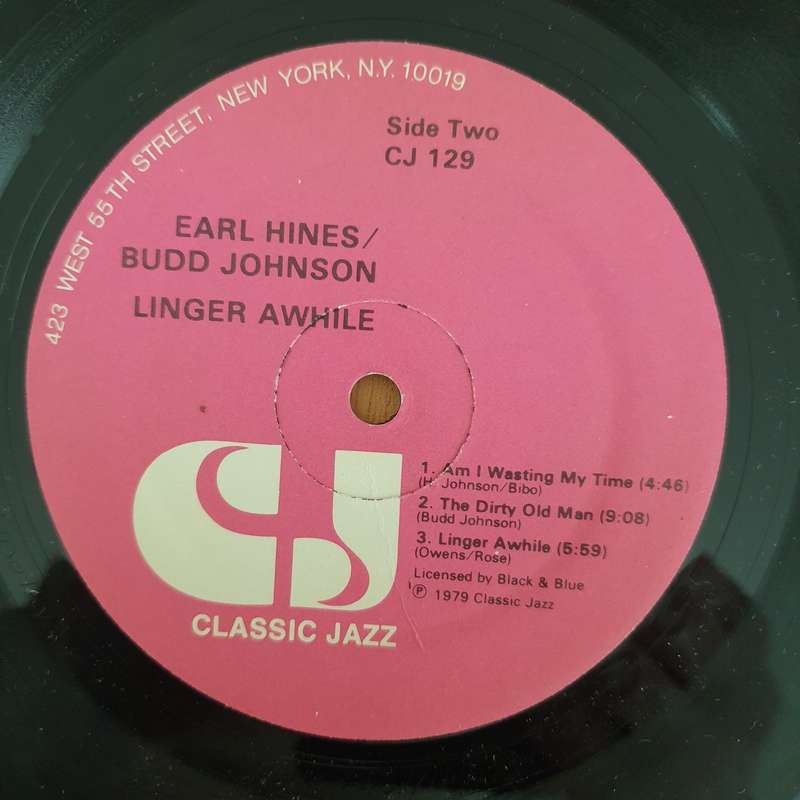 423 WEST 55TH STREET, NEW YORK, N.Y. 10019
Side Two
CJ 129
EARL HINES/
BUDD JOHNSON
LINGER AWHILE
1. Am I Wasting My Time (4:46)
(H. Johnson/Bibo)
2. The Dirty Old Man (9:08)
(Budd Johnson)
3. Linger Awhile (5:59)
(Owens/Rose)
Licensed by Black & Blue
℗ 1979 Classic Jazz
CJ
CLASSIC JAZZ